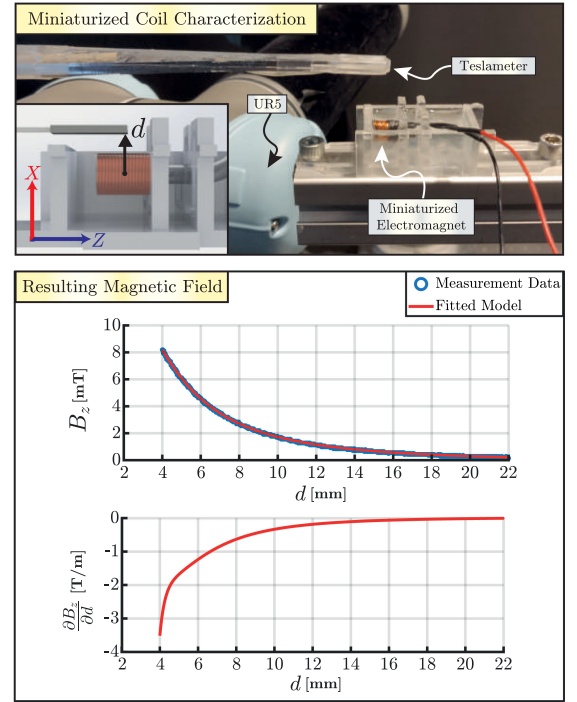 Miniaturized Coil Characterization
Teslameter
UR5
d
X
Z
Miniaturized
Electromagnet
Resulting Magnetic Field
Measurement Data
Fitted Model
10
8
6
4
2
0
B_z [mT]
2 4 6 8 10 12 14 16 18 20 22
d [mm]
0
-1
-2
-3
-4
∂B_z/∂d [T/m]
2 4 6 8 10 12 14 16 18 20 22
d [mm]